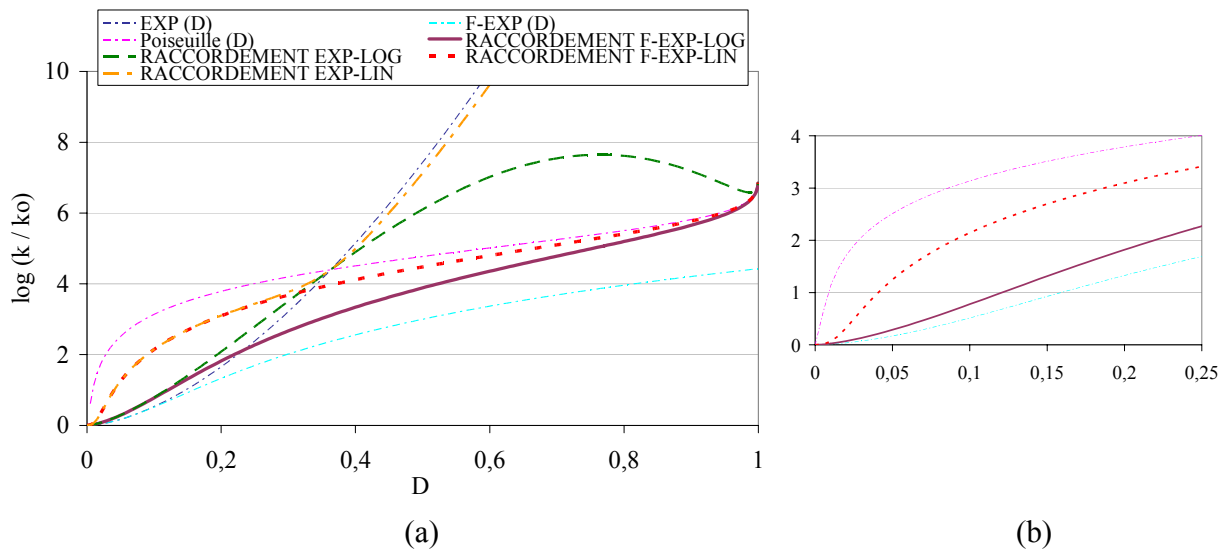 EXP (D)
F-EXP (D)
Poiseuille (D)
RACCORDEMENT F-EXP-LOG
RACCORDEMENT EXP-LOG
RACCORDEMENT F-EXP-LIN
RACCORDEMENT EXP-LIN
10
8
6
4
2
0
log (k / ko)
0
0,2
0,4
0,6
0,8
1
D
(a)
4
3
2
1
0
0
0,05
0,1
0,15
0,2
0,25
(b)